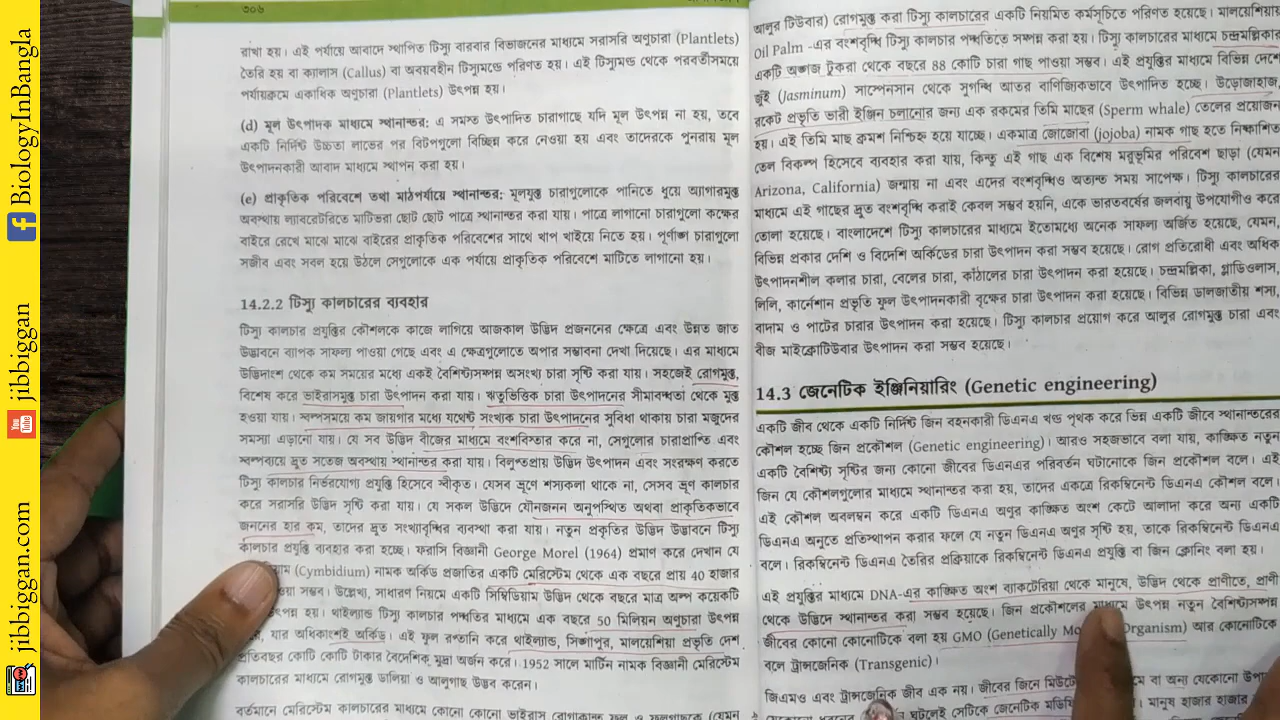 BiologyInBangla
jibbiggan
jibbiggan.com
৩০৬
রাখা হয়। এই পর্যায়ে আবাদে স্থাপিত টিস্যু বারবার বিভাজনের মাধ্যমে সরাসরি অণুচারা (Plantlets)
তৈরি হয় বা ক্যালাস (Callus) বা অবয়বহীন টিস্যুমণ্ডে পরিণত হয়। এই টিস্যুমণ্ড থেকে পরবর্তীসময়ে
পর্যায়ক্রমে একাধিক অণুচারা (Plantlets) উৎপন্ন হয়।
(d) মূল উৎপাদক মাধ্যমে স্থানান্তর: এ সমস্ত উৎপাদিত চারাগাছে যদি মূল উৎপন্ন না হয়, তবে
একটি নির্দিষ্ট উচ্চতা লাভের পর বিটপগুলো বিচ্ছিন্ন করে নেওয়া হয় এবং তাদেরকে পুনরায় মূল
উৎপাদনকারী আবাদ মাধ্যমে স্থাপন করা হয়।
(e) প্রাকৃতিক পরিবেশে তথা মাঠপর্যায়ে স্থানান্তর: মূলযুক্ত চারাগুলোকে পানিতে ধুয়ে অ্যাগারমুক্ত
অবস্থায় ল্যাবরেটরিতে মাটিভরা ছোট ছোট পাত্রে স্থানান্তর করা যায়। পাত্রে লাগানো চারাগুলো কক্ষের
বাইরে রেখে মাঝে মাঝে বাইরের প্রাকৃতিক পরিবেশের সাথে খাপ খাইয়ে নিতে হয়। পূর্ণাঙ্গ চারাগুলো
সজীব এবং সবল হয়ে উঠলে সেগুলোকে এক পর্যায়ে প্রাকৃতিক পরিবেশে মাটিতে লাগানো হয়।
14.2.2 টিস্যু কালচারের ব্যবহার
টিস্যু কালচার প্রযুক্তির কৌশলকে কাজে লাগিয়ে আজকাল উদ্ভিদ প্রজননের ক্ষেত্রে এবং উন্নত জাত
উদ্ভাবনে ব্যাপক সাফল্য পাওয়া গেছে এবং এ ক্ষেত্রগুলোতে অপার সম্ভাবনা দেখা দিয়েছে। এর মাধ্যমে
উদ্ভিদাংশ থেকে কম সময়ের মধ্যে একই বৈশিষ্ট্যসম্পন্ন অসংখ্য চারা সৃষ্টি করা যায়। সহজেই রোগমুক্ত,
বিশেষ করে ভাইরাসমুক্ত চারা উৎপাদন করা যায়। ঋতুভিত্তিক চারা উৎপাদনের সীমাবদ্ধতা থেকে মুক্ত
হওয়া যায়। স্বল্পসময়ে কম জায়গার মধ্যে যথেষ্ট সংখ্যক চারা উৎপাদনের সুবিধা থাকায় চারা মজুদের
সমস্যা এড়ানো যায়। যে সব উদ্ভিদ বীজের মাধ্যমে বংশবিস্তার করে না, সেগুলোর চারাপ্রাপ্তি এবং
স্বল্পব্যয়ে দ্রুত সতেজ অবস্থায় স্থানান্তর করা যায়। বিলুপ্তপ্রায় উদ্ভিদ উৎপাদন এবং সংরক্ষণ করতে
টিস্যু কালচার নির্ভরযোগ্য প্রযুক্তি হিসেবে স্বীকৃত। যেসব ভ্রূণে শস্যকলা থাকে না, সেসব ভ্রূণ কালচার
করে সরাসরি উদ্ভিদ সৃষ্টি করা যায়। যে সকল উদ্ভিদে যৌনজনন অনুপস্থিত অথবা প্রাকৃতিকভাবে
জননের হার কম, তাদের দ্রুত সংখ্যাবৃদ্ধির ব্যবস্থা করা যায়। নতুন প্রকৃতির উদ্ভিদ উদ্ভাবনে টিস্যু
কালচার প্রযুক্তি ব্যবহার করা হচ্ছে। ফরাসি বিজ্ঞানী George Morel (1964) প্রমাণ করে দেখান যে
(Cymbidium) নামক অর্কিড প্রজাতির একটি মেরিস্টেম থেকে এক বছরে প্রায় 40 হাজার
সম্ভব। উল্লেখ্য, সাধারণ নিয়মে একটি সিম্বিডিয়াম উদ্ভিদ থেকে বছরে মাত্র অল্প কয়েকটি
হয়। থাইল্যান্ড টিস্যু কালচার পদ্ধতির মাধ্যমে এক বছরে 50 মিলিয়ন অণুচারা উৎপন্ন
যার অধিকাংশই অর্কিড। এই ফুল রপ্তানি করে থাইল্যান্ড, সিঙ্গাপুর, মালয়েশিয়া প্রভৃতি দেশ
প্রতিবছর কোটি কোটি টাকার বৈদেশিক মুদ্রা অর্জন করে। 1952 সালে মার্টিন নামক বিজ্ঞানী মেরিস্টেম
কালচারের মাধ্যমে রোগমুক্ত ডালিয়া ও আলুগাছ উদ্ভব করেন।
বর্তমানে মেরিস্টেম কালচারের মাধ্যমে কোনো কোনো ভাইরাস রোগাক্রান্ত ফুল ও ফলগাছকে (যেমন
আলুর টিউবার) রোগমুক্ত করা টিস্যু কালচারের একটি নিয়মিত কর্মসূচিতে পরিণত হয়েছে। মালয়েশিয়ায়
Oil Palm -এর বংশবৃদ্ধি টিস্যু কালচার পদ্ধতিতে সম্পন্ন করা হয়। টিস্যু কালচারের মাধ্যমে চন্দ্রমল্লিকার
একটি অঙ্গজ টুকরা থেকে বছরে 88 কোটি চারা গাছ পাওয়া সম্ভব। এই প্রযুক্তির মাধ্যমে বিভিন্ন দেশে
জুঁই (Jasminum) সাসপেনসান থেকে সুগন্ধি আতর বাণিজ্যিকভাবে উৎপাদিত হচ্ছে। উড়োজাহাজ,
রকেট প্রভৃতি ভারী ইঞ্জিন চলানোর জন্য এক রকমের তিমি মাছের (Sperm whale) তেলের প্রয়োজন
হয়। এই তিমি মাছ ক্রমশ নিশ্চিহ্ন হয়ে যাচ্ছে। একমাত্র জোজোবা (jojoba) নামক গাছ হতে নিষ্কাশিত
তেল বিকল্প হিসেবে ব্যবহার করা যায়, কিন্তু এই গাছ এক বিশেষ মরুভূমির পরিবেশ ছাড়া (যেমন
Arizona, California) জন্মায় না এবং এদের বংশবৃদ্ধিও অত্যন্ত সময় সাপেক্ষ। টিস্যু কালচারের
মাধ্যমে এই গাছের দ্রুত বংশবৃদ্ধি করাই কেবল সম্ভব হয়নি, একে ভারতবর্ষের জলবায়ু উপযোগীও করে
তোলা হয়েছে। বাংলাদেশে টিস্যু কালচারের মাধ্যমে ইতোমধ্যে অনেক সাফল্য অর্জিত হয়েছে, যেমন,
বিভিন্ন প্রকার দেশি ও বিদেশি অর্কিডের চারা উৎপাদন করা সম্ভব হয়েছে। রোগ প্রতিরোধী এবং অধিক
উৎপাদনশীল কলার চারা, বেলের চারা, কাঁঠালের চারা উৎপাদন করা হয়েছে। চন্দ্রমল্লিকা, গ্লাডিওলাস,
লিলি, কার্নেশান প্রভৃতি ফুল উৎপাদনকারী বৃক্ষের চারা উৎপাদন করা হয়েছে। বিভিন্ন ডালজাতীয় শস্য,
বাদাম ও পাটের চারার উৎপাদন করা হয়েছে। টিস্যু কালচার প্রয়োগ করে আলুর রোগমুক্ত চারা এবং
বীজ মাইক্রোটিউবার উৎপাদন করা সম্ভব হয়েছে।
14.3 জেনেটিক ইঞ্জিনিয়ারিং (Genetic engineering)
একটি জীব থেকে একটি নির্দিষ্ট জিন বহনকারী ডিএনএ খণ্ড পৃথক করে ভিন্ন একটি জীবে স্থানান্তরের
কৌশল হচ্ছে জিন প্রকৌশল (Genetic engineering)। আরও সহজভাবে বলা যায়, কাঙ্ক্ষিত নতুন
একটি বৈশিষ্ট্য সৃষ্টির জন্য কোনো জীবের ডিএনএর পরিবর্তন ঘটানোকে জিন প্রকৌশল বলে। এই
জিন যে কৌশলগুলোর মাধ্যমে স্থানান্তর করা হয়, তাদের একত্রে রিকম্বিনেন্ট ডিএনএ কৌশল বলে।
এই কৌশল অবলম্বন করে একটি ডিএনএ অণুর কাঙ্ক্ষিত অংশ কেটে আলাদা করে অন্য একটি
ডিএনএ অণুতে প্রতিস্থাপন করার ফলে যে নতুন ডিএনএ অণুর সৃষ্টি হয়, তাকে রিকম্বিনেন্ট ডিএনএ
বলে। রিকম্বিনেন্ট ডিএনএ তৈরির প্রক্রিয়াকে রিকম্বিনেন্ট ডিএনএ প্রযুক্তি বা জিন ক্লোনিং বলা হয়।
এই প্রযুক্তির মাধ্যমে DNA-এর কাঙ্ক্ষিত অংশ ব্যাকটেরিয়া থেকে মানুষে, উদ্ভিদ থেকে প্রাণীতে, প্রাণী
থেকে উদ্ভিদে স্থানান্তর করা সম্ভব হয়েছে। জিন প্রকৌশলের মাধ্যমে উৎপন্ন নতুন বৈশিষ্ট্যসম্পন্ন
জীবের কোনো কোনোটিকে বলা হয় GMO (Genetically Organism) আর কোনোটিকে
বলে ট্রান্সজেনিক (Transgenic)।
জিএমও এবং ট্রান্সজেনিক জীব এক নয়। জীবের জিনে বা অন্য যেকোনো
ঘটলেই সেটিকে জেনেটিক মানুষ হাজার হাজার